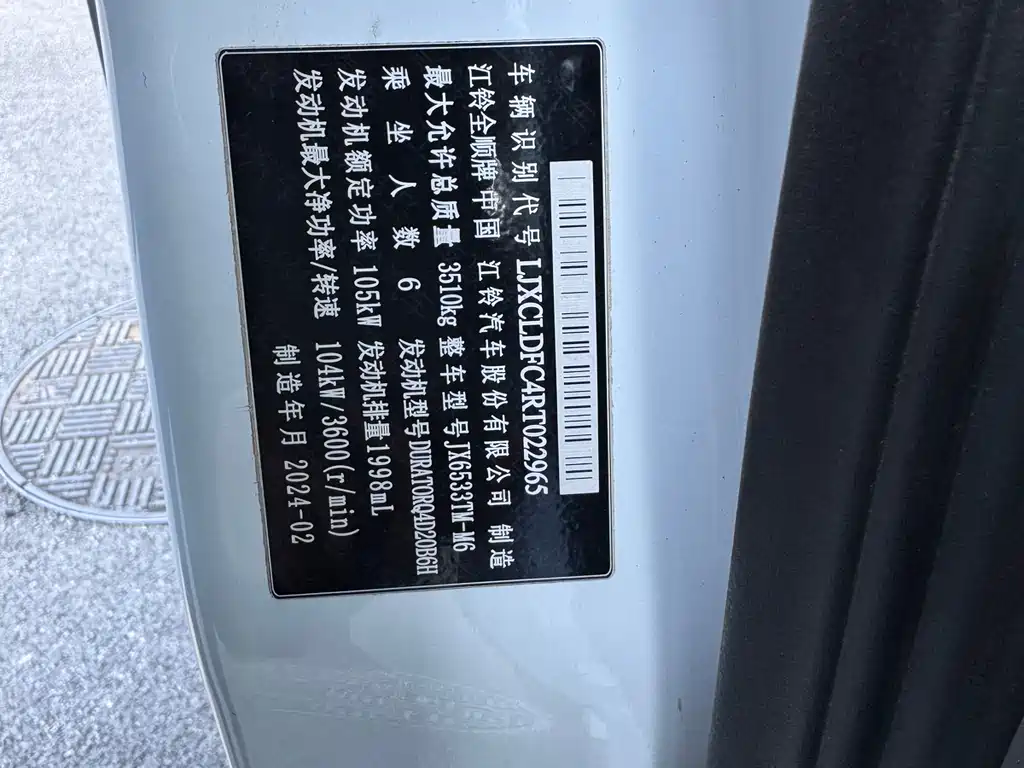 车辆识别代号 LJXCLDFC4RT022965
江铃全顺牌 中国 江铃汽车股份有限公司 制造
最大允许总质量 3510kg 整车型号 JX6533TM-M6
乘坐人数 6 发动机型号 DURATORQ4D20B6H
发动机额定功率 105kW 发动机排量 1998mL
发动机最大净功率/转速 104kW/3600(r/min)
制造年月 2024-02